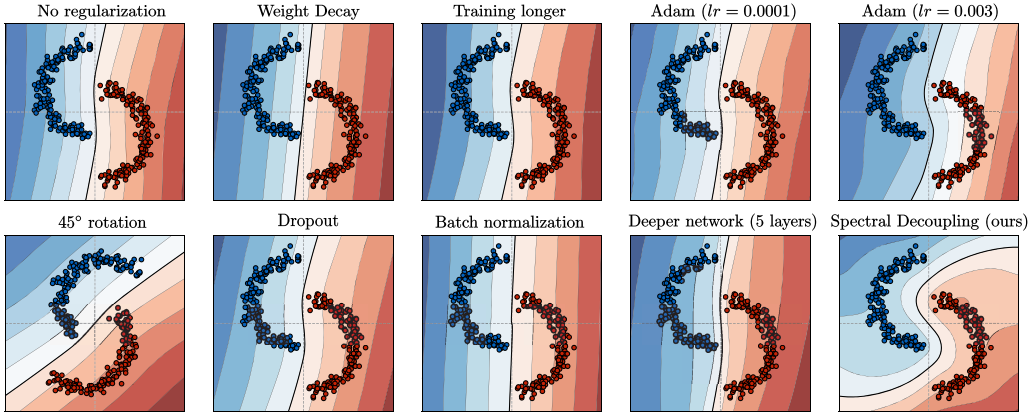 No regularization
Weight Decay
Training longer
Adam (lr = 0.0001)
Adam (lr = 0.003)
45° rotation
Dropout
Batch normalization
Deeper network (5 layers)
Spectral Decoupling (ours)